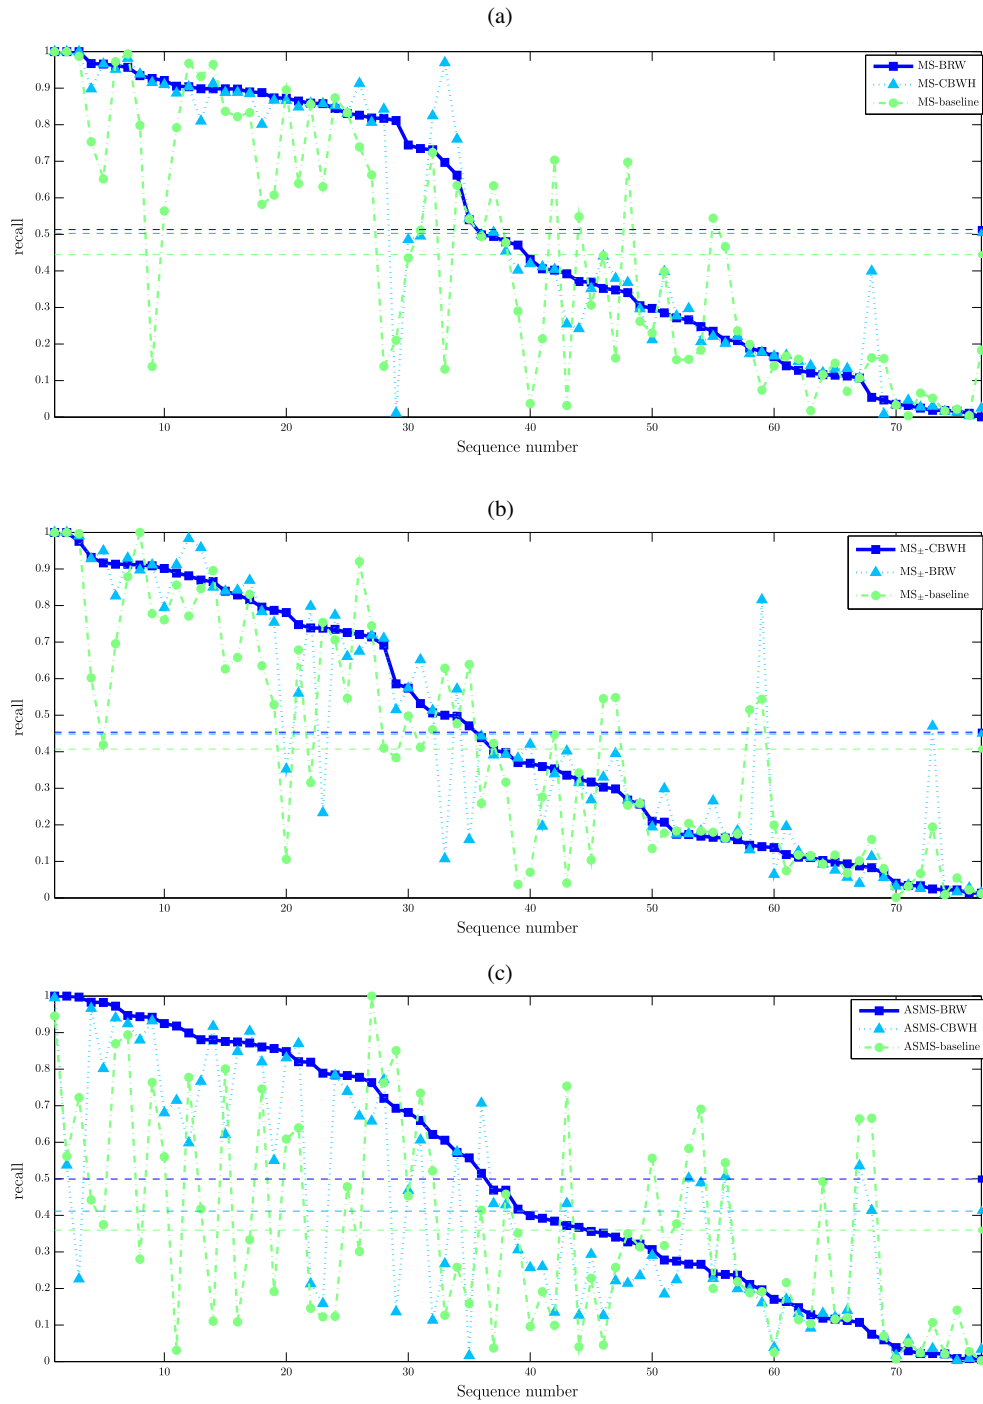 (a)
1
0.9
0.8
0.7
0.6
0.5
0.4
0.3
0.2
0.1
0
recall
10 20 30 40 50 60 70
Sequence number
MS-BRW
MS-CBWH
MS-baseline
(b)
1
0.9
0.8
0.7
0.6
0.5
0.4
0.3
0.2
0.1
0
recall
10 20 30 40 50 60 70
Sequence number
MS±-CBWH
MS±-BRW
MS±-baseline
(c)
1
0.9
0.8
0.7
0.6
0.5
0.4
0.3
0.2
0.1
0
recall
10 20 30 40 50 60 70
Sequence number
ASMS-BRW
ASMS-CBWH
ASMS-baseline